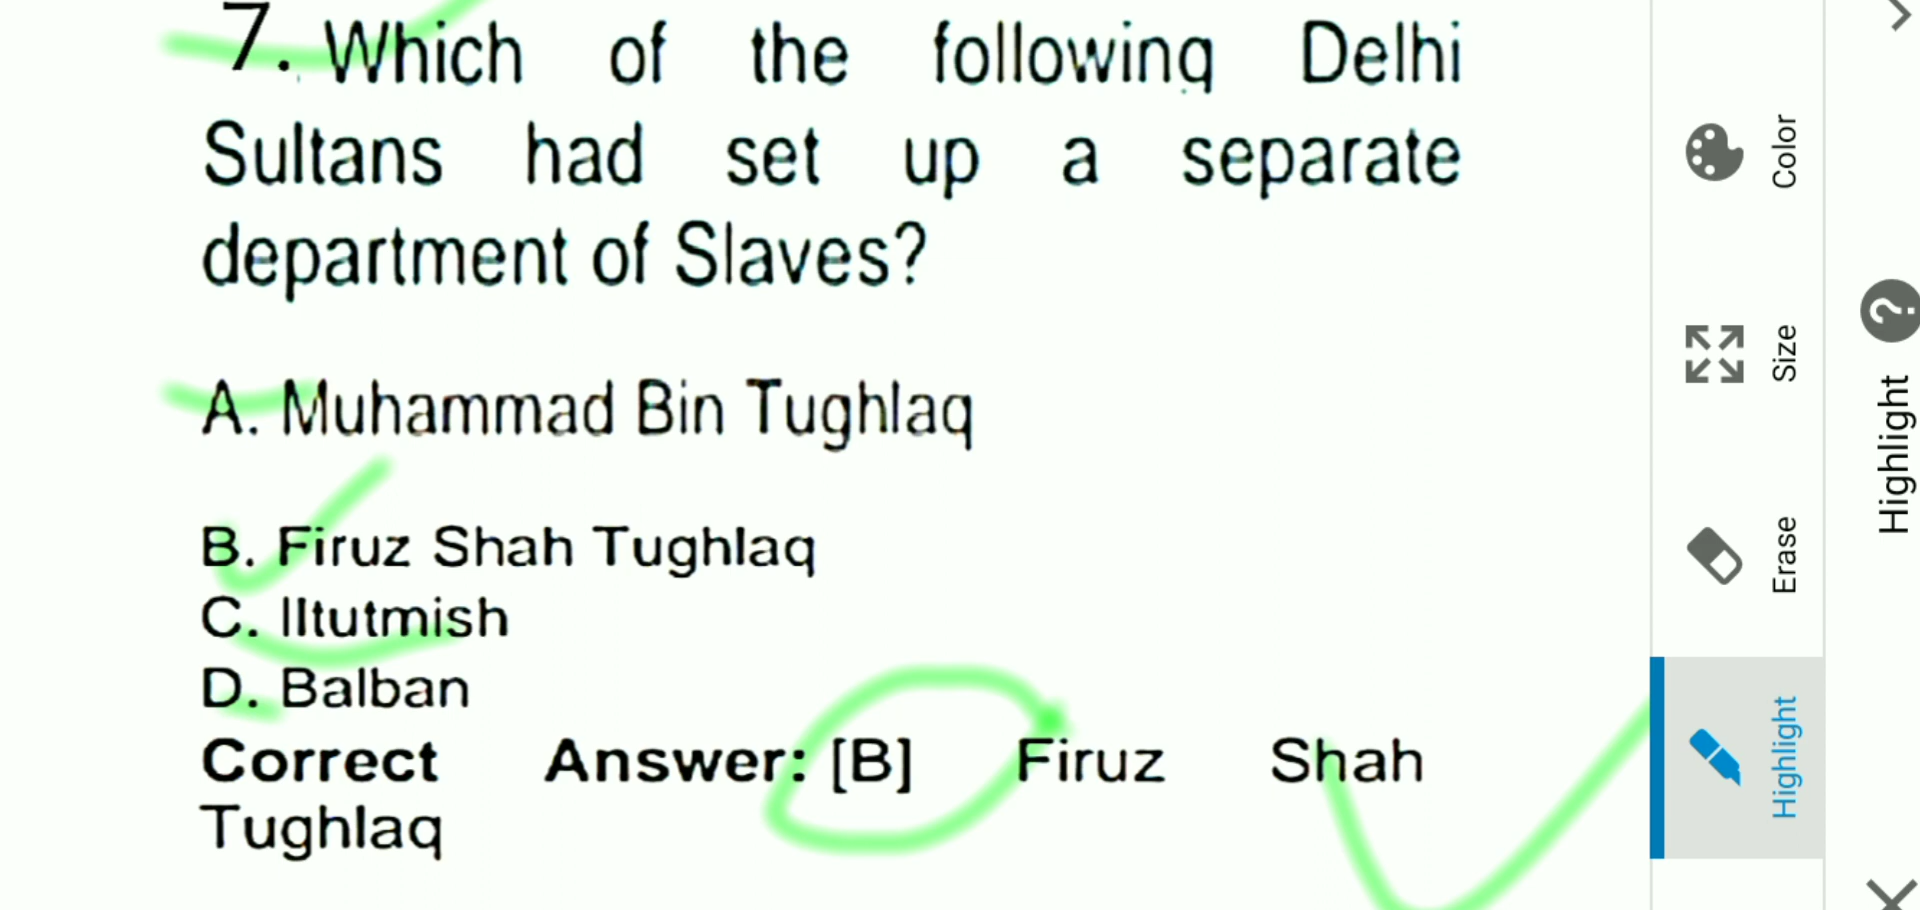 7. Which of the following Delhi
Sultans had set up a separate
department of Slaves?
A. Muhammad Bin Tughlaq
B. Firuz Shah Tughlaq
C. Illtutmish
D. Balban
Correct Answer: [B] Firuz Shah
Tughlaq
Color
Size
Erase
Highlight
Highlight